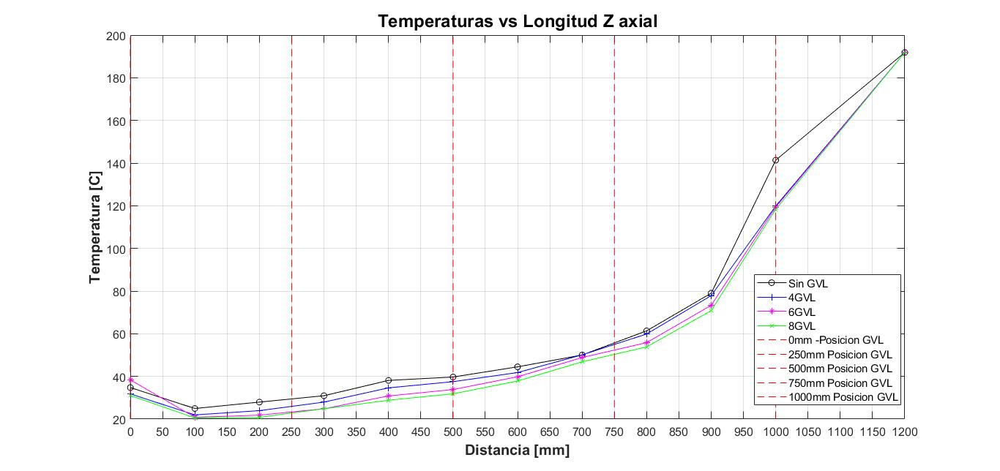 Temperaturas vs Longitud Z axial
200
180
160
140
120
100
80
60
40
20
Temperatura [C]
0 50 100 150 200 250 300 350 400 450 500 550 600 650 700 750 800 850 900 950 1000 1050 1100 1150 1200
Distancia [mm]
Sin GVL
4GVL
6GVL
8GVL
0mm -Posicion GVL
250mm Posicion GVL
500mm Posicion GVL
750mm Posicion GVL
1000mm Posicion GVL